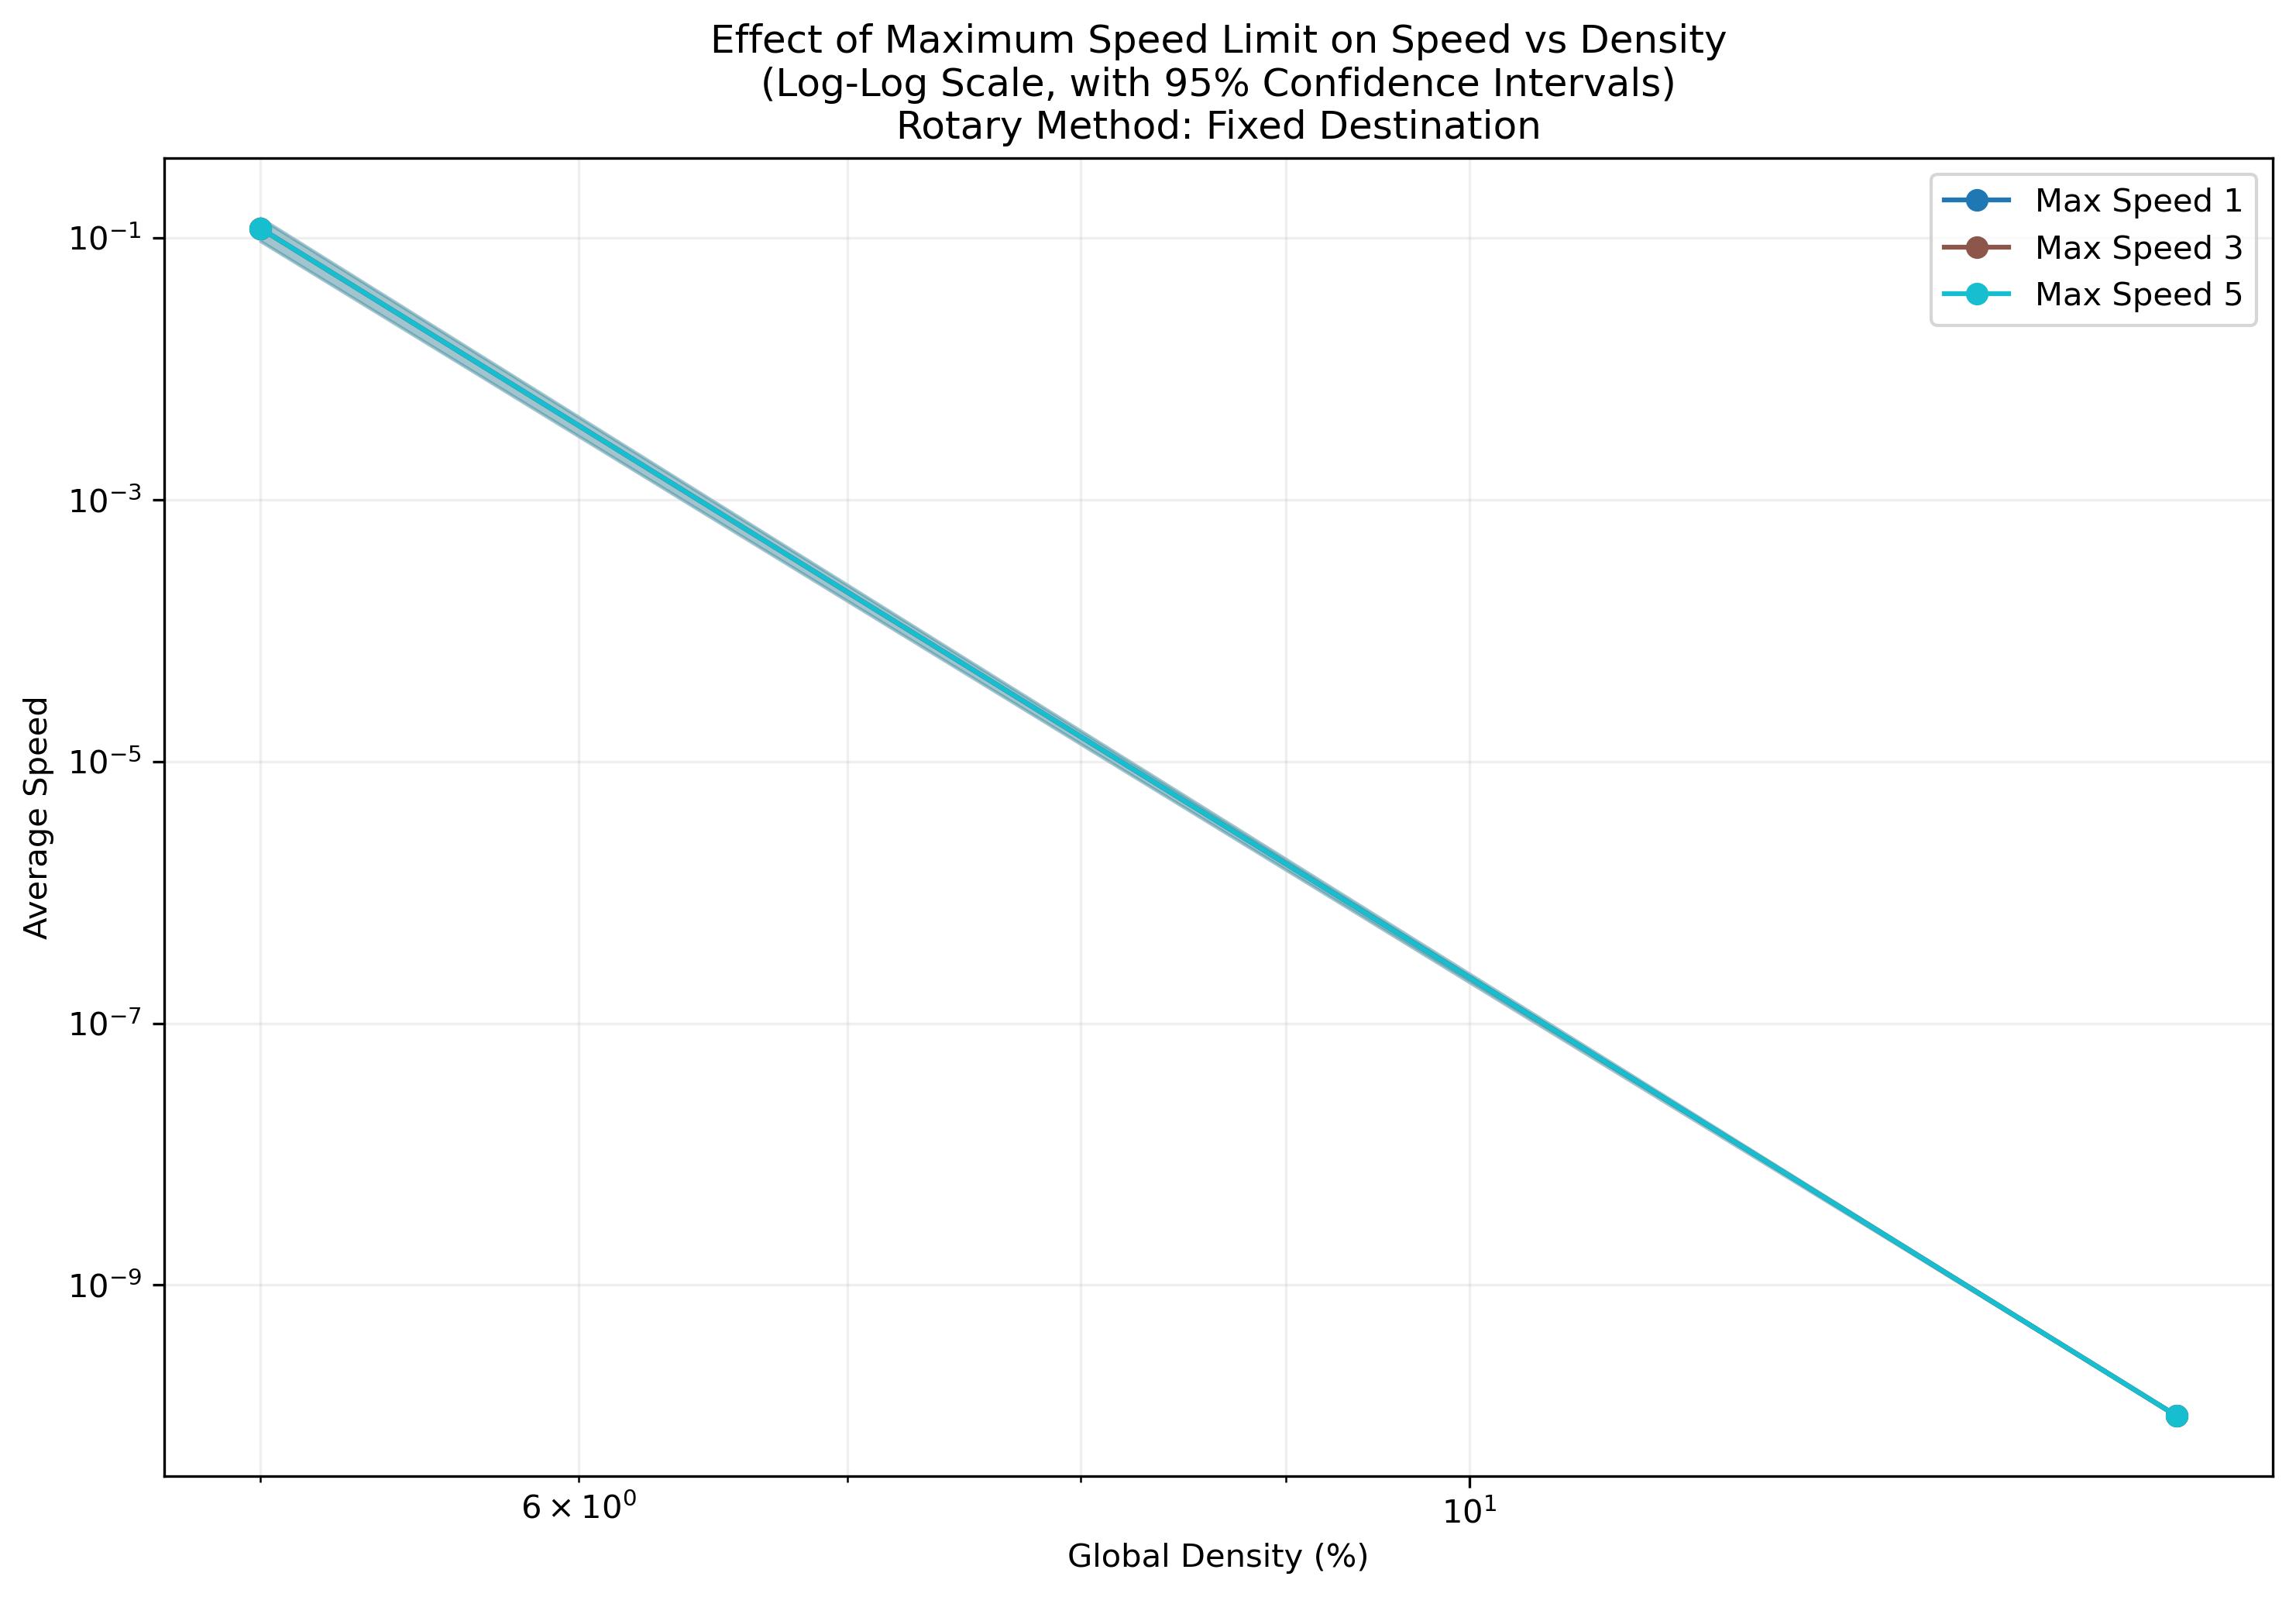 Effect of Maximum Speed Limit on Speed vs Density
(Log-Log Scale, with 95% Confidence Intervals)
Rotary Method: Fixed Destination
Max Speed 1
Max Speed 3
Max Speed 5
10⁻¹
10⁻³
10⁻⁵
10⁻⁷
10⁻⁹
Average Speed
6 × 10⁰
10¹
Global Density (%)